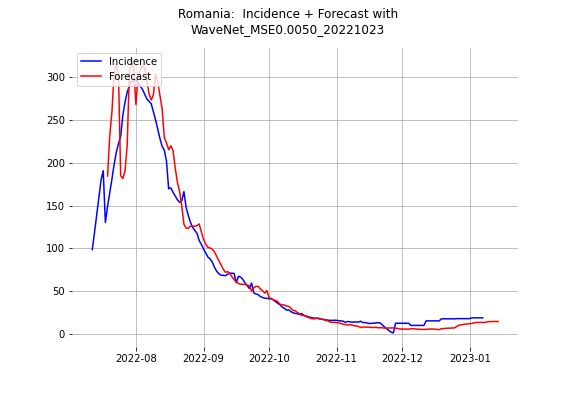 Romania:  Incidence + Forecast with
WaveNet_MSE0.0050_20221023
Incidence
Forecast
300
250
200
150
100
50
0
2022-08 2022-09 2022-10 2022-11 2022-12 2023-01